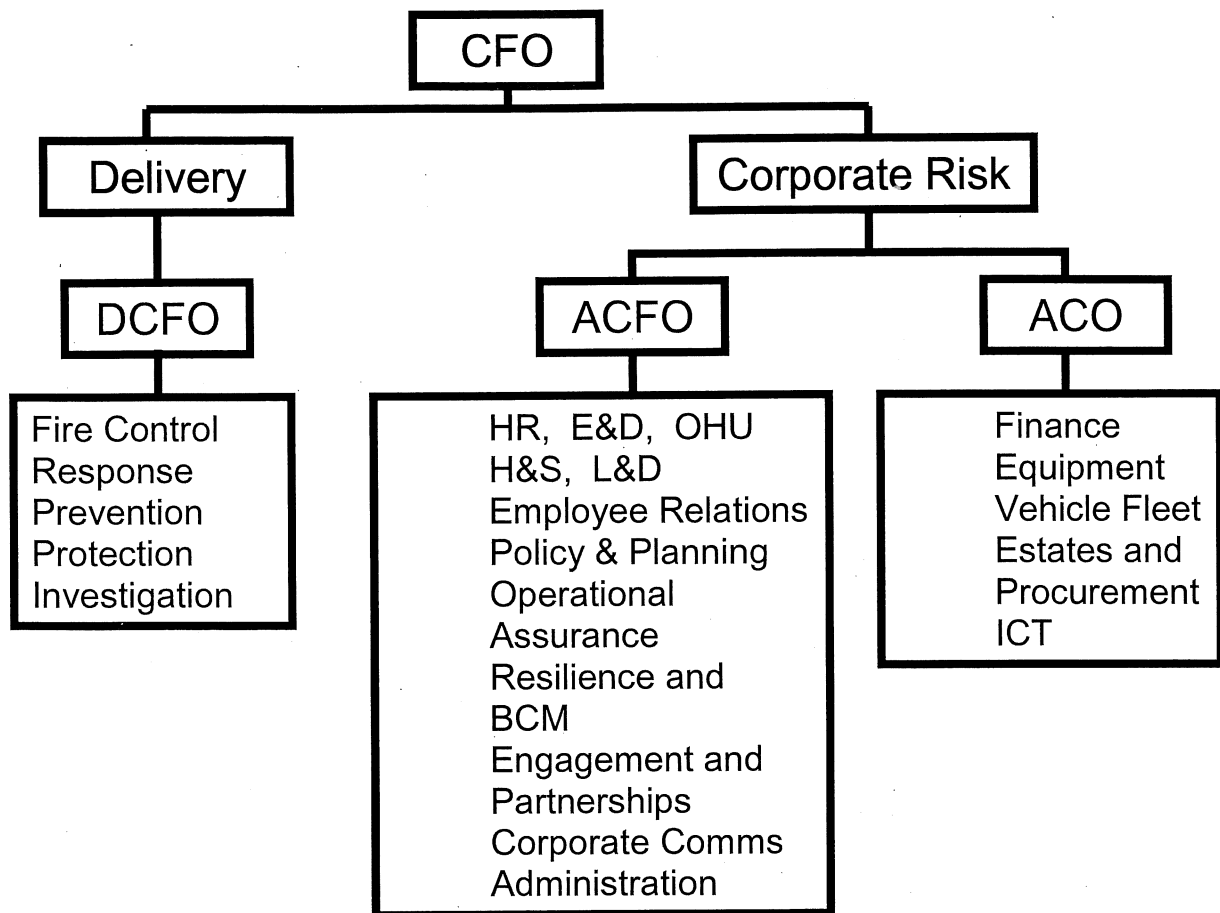 CFO
Delivery
Corporate Risk
DCFO
ACFO
ACO
Fire Control
Response
Prevention
Protection
Investigation
HR, E&D, OHU
H&S, L&D
Employee Relations
Policy & Planning
Operational
Assurance
Resilience and
BCM
Engagement and
Partnerships
Corporate Comms
Administration
Finance
Equipment
Vehicle Fleet
Estates and
Procurement
ICT